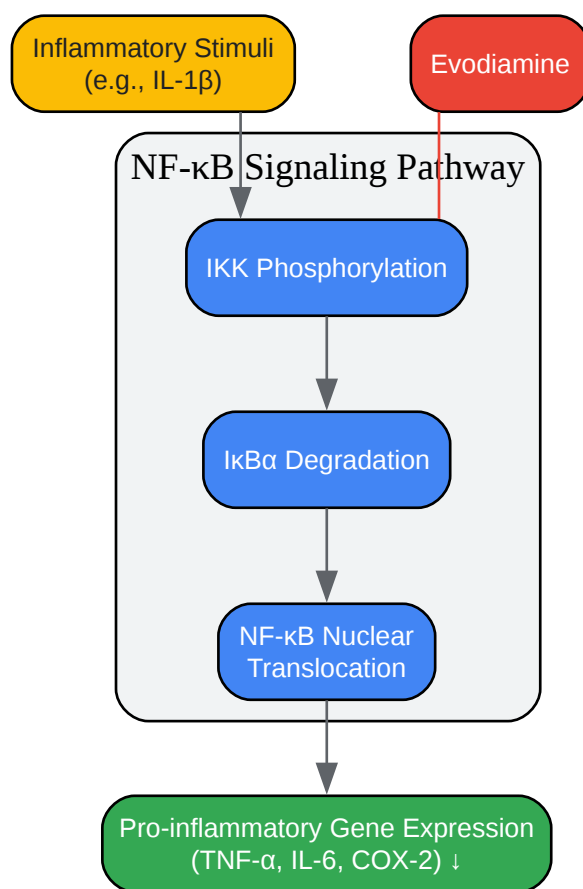 Inflammatory Stimuli
(e.g., IL-1β)
Evodiamine
NF-κB Signaling Pathway
IKK Phosphorylation
IκBα Degradation
NF-κB Nuclear
Translocation
Pro-inflammatory Gene Expression
(TNF-α, IL-6, COX-2) ↓